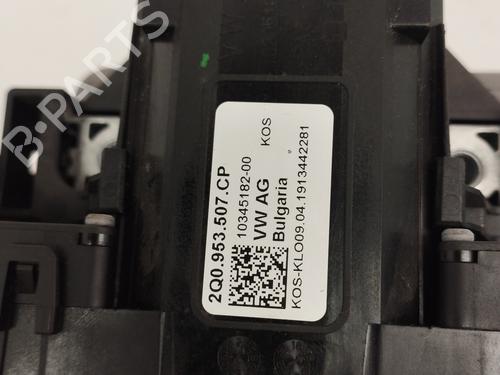 2Q0.953.507.CP
10345182-00 KOS
VW AG
Bulgaria
KOS-KLO09.04.1913442281
B-PARTS